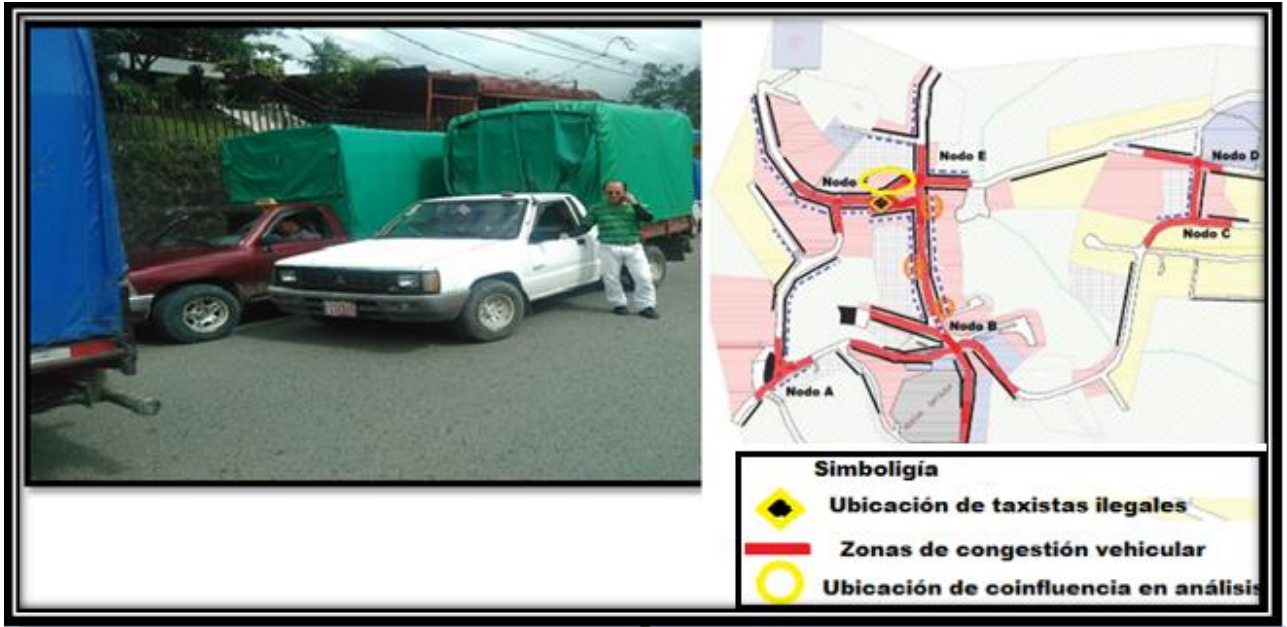 Nodo E
Nodo D
Nodo
Nodo C
Nodo B
Nodo A
Simboligía
Ubicación de taxistas ilegales
Zonas de congestión vehicular
Ubicación de coinfluencia en análisis